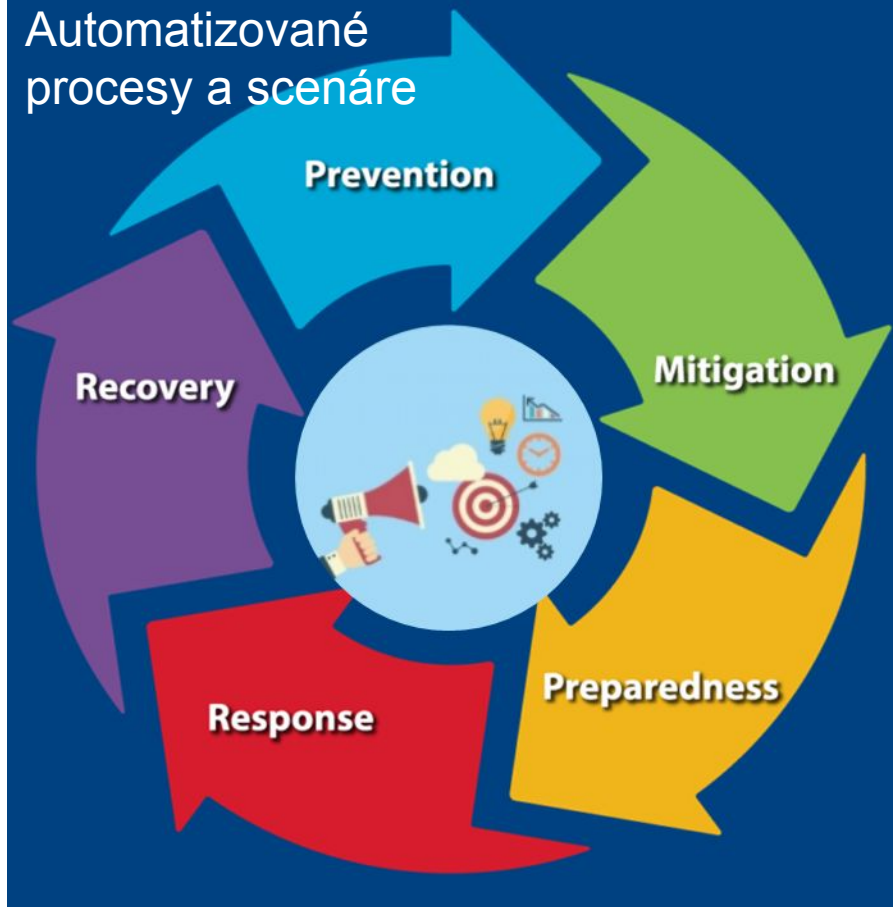 Automatizované
procesy a scenáre
Prevention
Mitigation
Preparedness
Response
Recovery